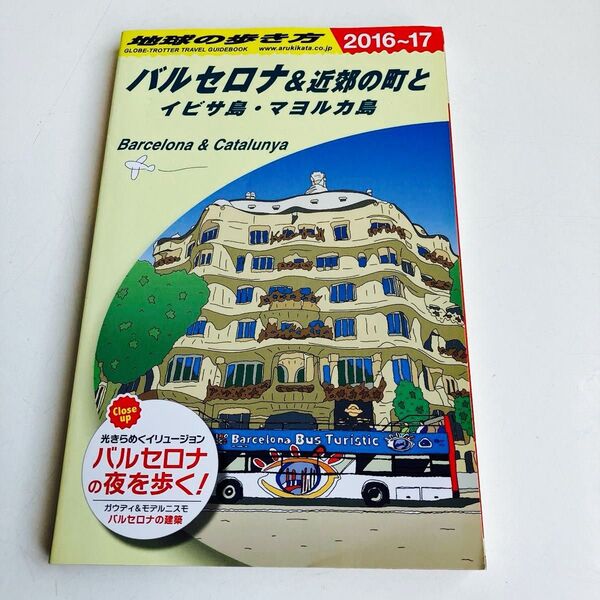 地球の歩き方
GLOBE-TROTTER TRAVEL GUIDEBOOK
www.arukikata.co.jp
2016~17
バルセロナ&近郊の町と
イビサ島・マヨルカ島
Barcelona & Catalunya
Close up
光きらめくイリュージョン
バルセロナ
の夜を歩く!
ガウディ&モデルニスモ
バルセロナの建築
Barcelona Bus Turístic